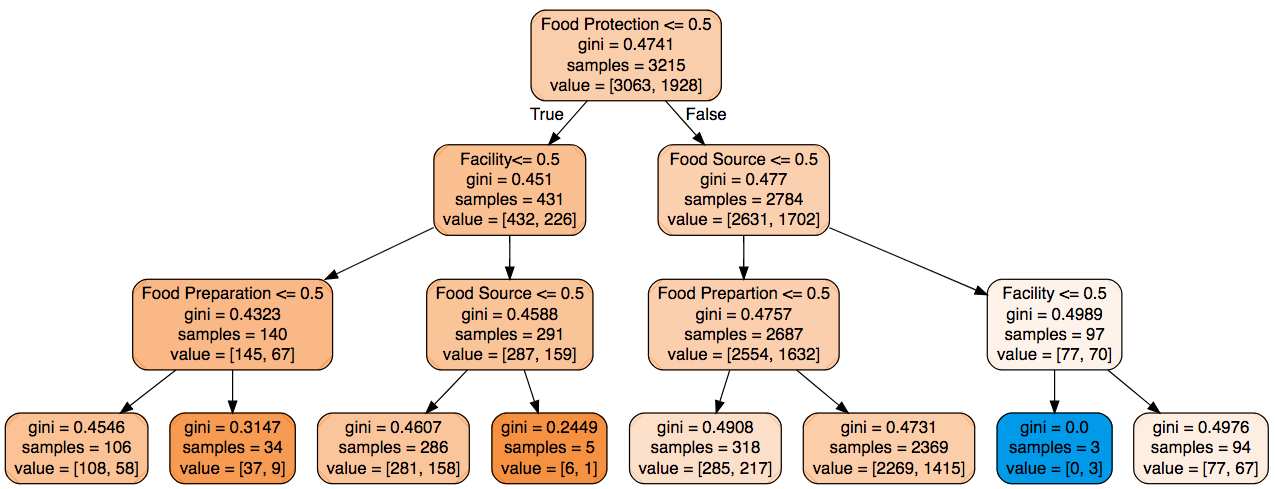 Food Protection <= 0.5
gini = 0.4741
samples = 3215
value = [3063, 1928]
True
False
Facility<= 0.5
gini = 0.451
samples = 431
value = [432, 226]
Food Source <= 0.5
gini = 0.477
samples = 2784
value = [2631, 1702]
Food Preparation <= 0.5
gini = 0.4323
samples = 140
value = [145, 67]
Food Source <= 0.5
gini = 0.4588
samples = 291
value = [287, 159]
Food Prepartion <= 0.5
gini = 0.4757
samples = 2687
value = [2554, 1632]
Facility <= 0.5
gini = 0.4989
samples = 97
value = [77, 70]
gini = 0.4546
samples = 106
value = [108, 58]
gini = 0.3147
samples = 34
value = [37, 9]
gini = 0.4607
samples = 286
value = [281, 158]
gini = 0.2449
samples = 5
value = [6, 1]
gini = 0.4908
samples = 318
value = [285, 217]
gini = 0.4731
samples = 2369
value = [2269, 1415]
gini = 0.0
samples = 3
value = [0, 3]
gini = 0.4976
samples = 94
value = [77, 67]